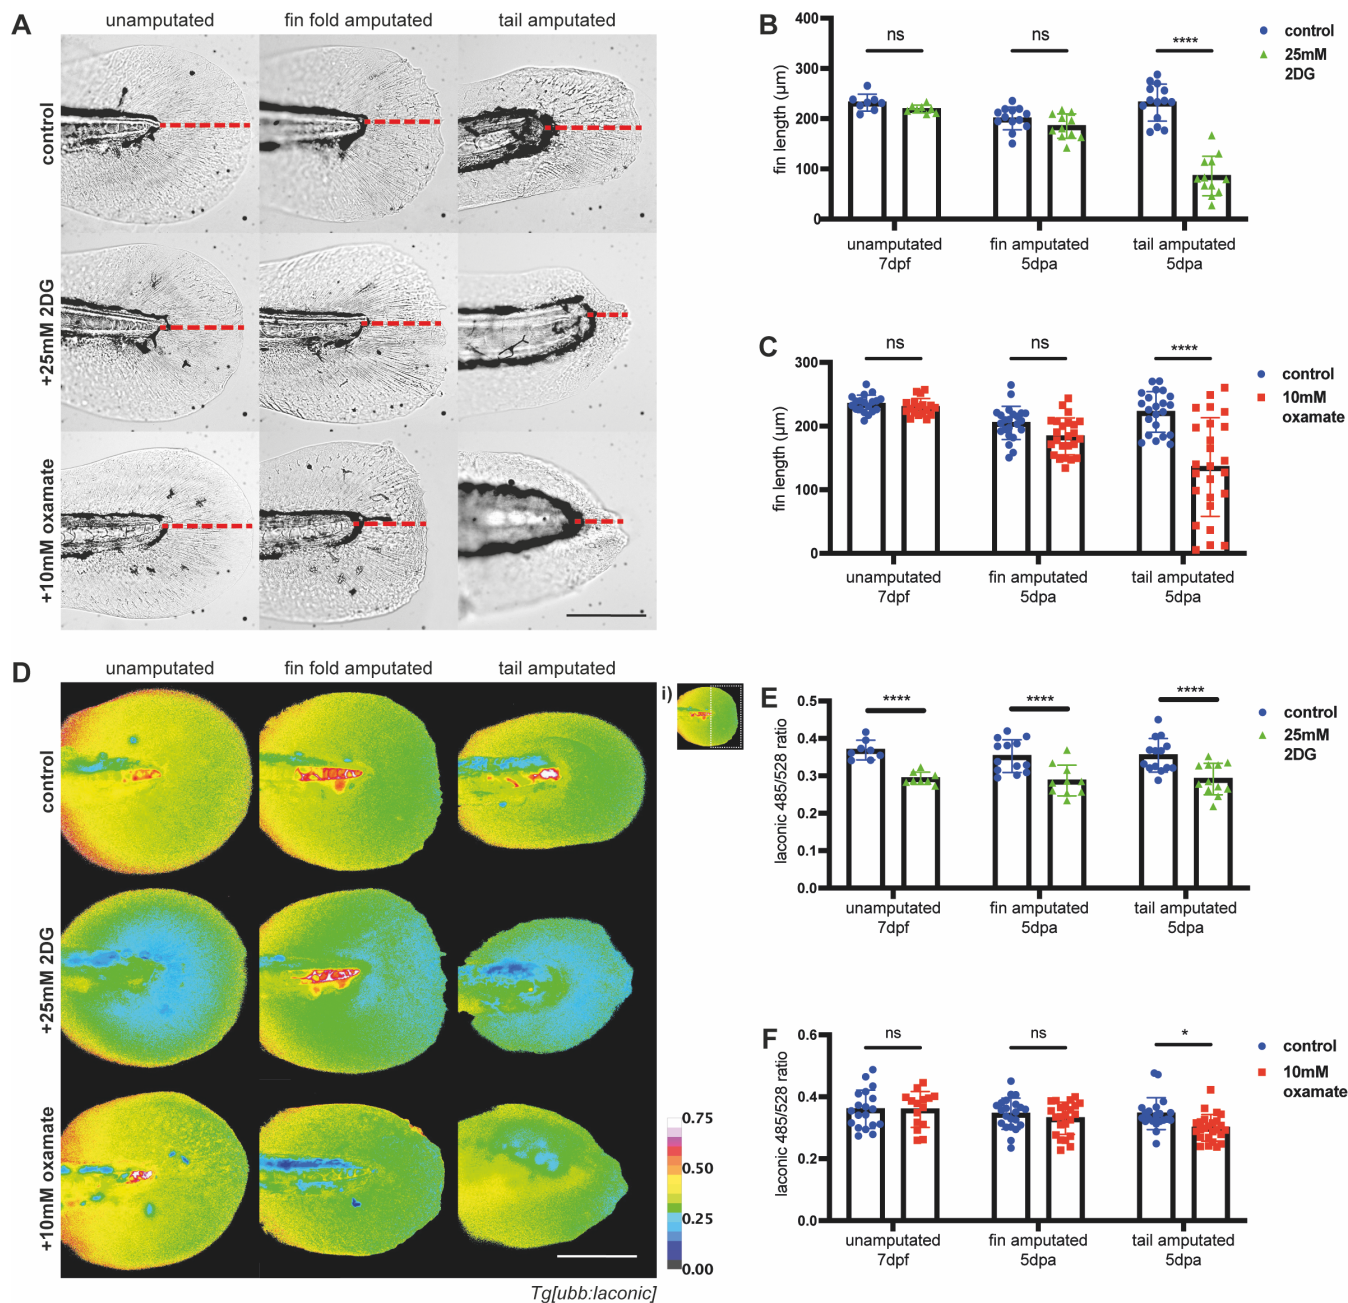 A
unamputated
fin fold amputated
tail amputated
control
+25mM 2DG
+10mM oxamate
B
fin length (µm)
400
300
200
100
0
ns
ns
****
control
25mM
2DG
unamputated
7dpf
fin amputated
5dpa
tail amputated
5dpa
C
fin length (µm)
300
200
100
0
ns
ns
****
control
10mM
oxamate
unamputated
7dpf
fin amputated
5dpa
tail amputated
5dpa
D
unamputated
fin fold amputated
tail amputated
i)
control
+25mM 2DG
+10mM oxamate
0.75
0.50
0.25
0.00
Tg[ubb:laconic]
E
laconic 485/528 ratio
0.5
0.4
0.3
0.2
0.1
0.0
****
****
****
control
25mM
2DG
unamputated
7dpf
fin amputated
5dpa
tail amputated
5dpa
F
laconic 485/528 ratio
0.6
0.4
0.2
0.0
ns
ns
*
control
10mM
oxamate
unamputated
7dpf
fin amputated
5dpa
tail amputated
5dpa